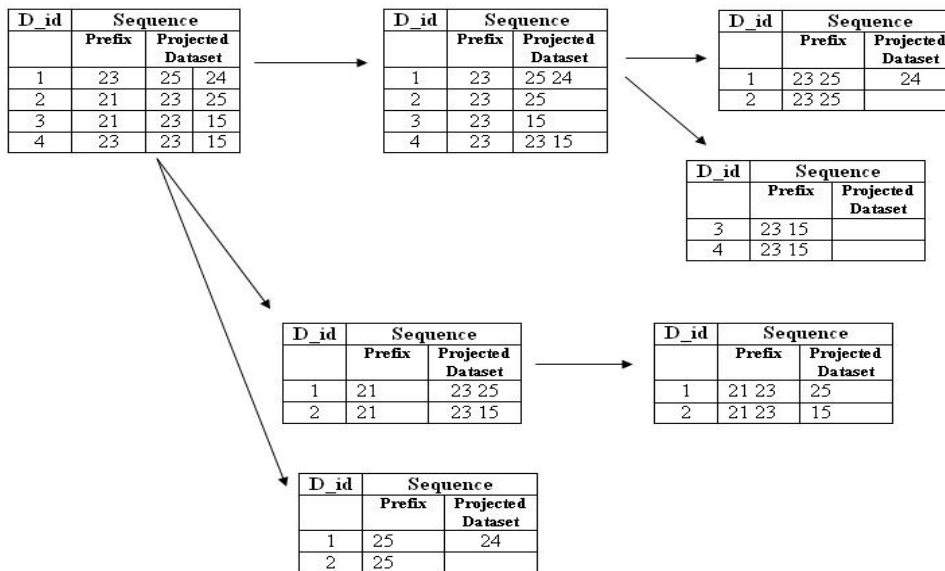 D_id Sequence
Prefix Projected Dataset
1 23 25 24
2 21 23 25
3 21 23 15
4 23 23 15
D_id Sequence
Prefix Projected Dataset
1 23 25 24
2 23 25
3 23 15
4 23 23 15
D_id Sequence
Prefix Projected Dataset
1 23 25 24
2 23 25
D_id Sequence
Prefix Projected Dataset
3 23 15
4 23 15
D_id Sequence
Prefix Projected Dataset
1 21 23 25
2 21 23 15
D_id Sequence
Prefix Projected Dataset
1 21 23 25
2 21 23 15
D_id Sequence
Prefix Projected Dataset
1 25 24
2 25